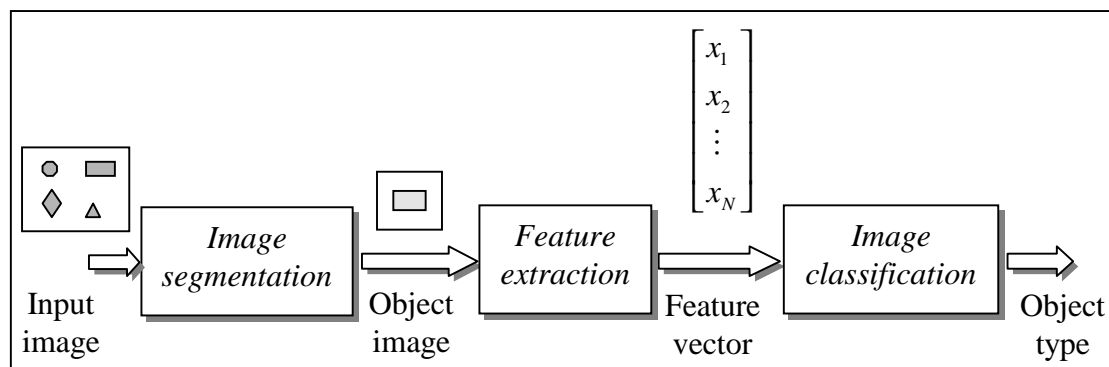 x1
x2
⋮
xN
Image
segmentation
Feature
extraction
Image
classification
Input
image
Object
image
Feature
vector
Object
type